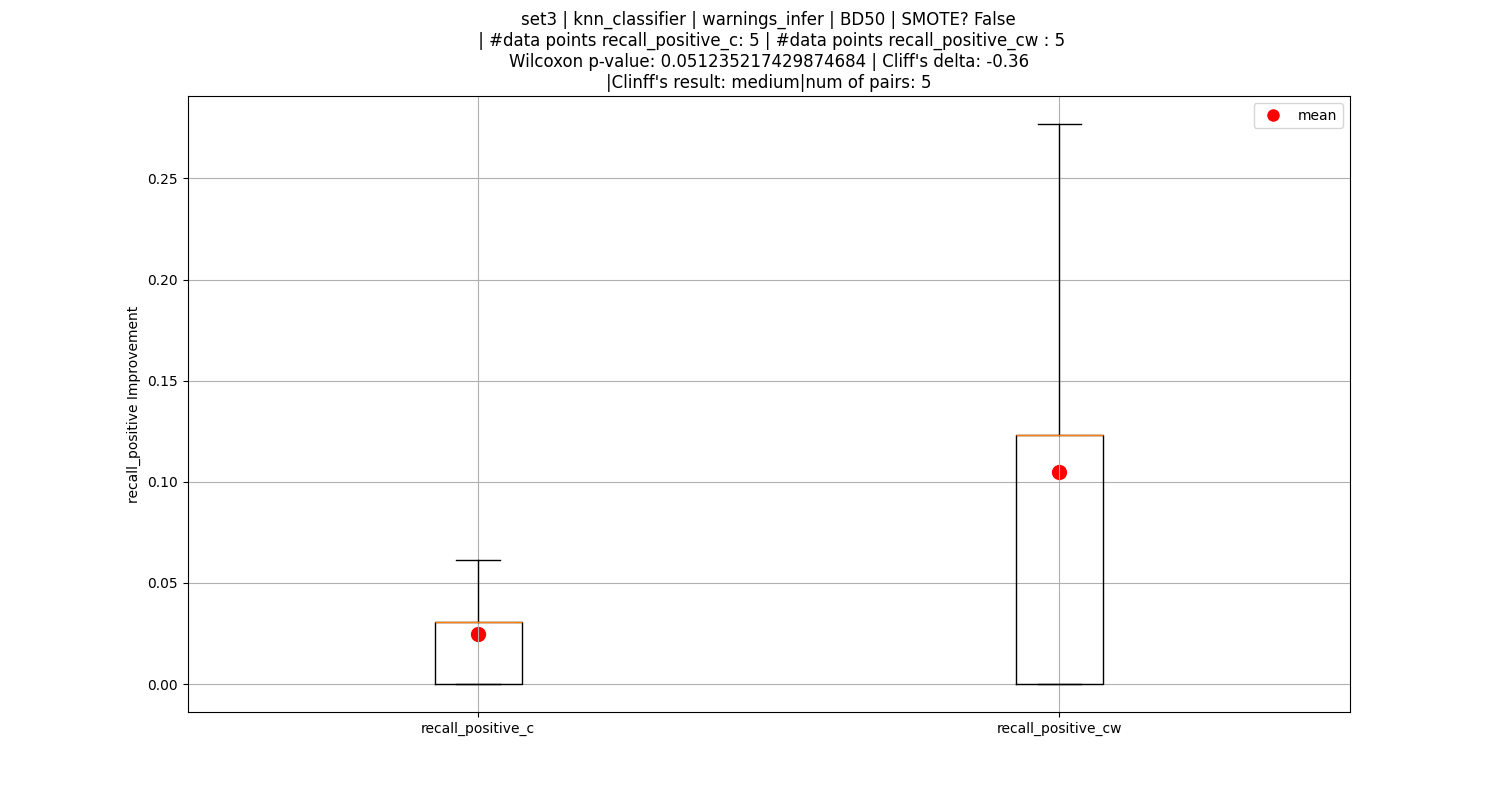 set3 | knn_classifier | warnings_infer | BD50 | SMOTE? False
| #data points recall_positive_c: 5 | #data points recall_positive_cw : 5
Wilcoxon p-value: 0.051235217429874684 | Cliff's delta: -0.36
|Clinff's result: medium|num of pairs: 5
mean
0.25
0.20
0.15
0.10
0.05
0.00
recall_positive Improvement
recall_positive_c
recall_positive_cw